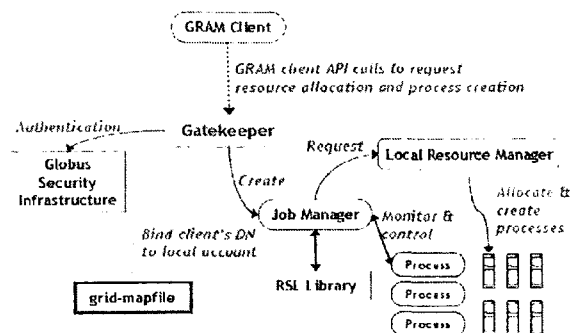 GRAM Client
GRAM client API calls to request
resource allocation and process creation
Authentication
Gatekeeper
Globus
Security
Infrastructure
Request
Local Resource Manager
Create
Allocate &
create
processes
Job Manager
Monitor &
control
Bind client's DN
to local account
RSL Library
grid-mapfile
Process
Process
Process